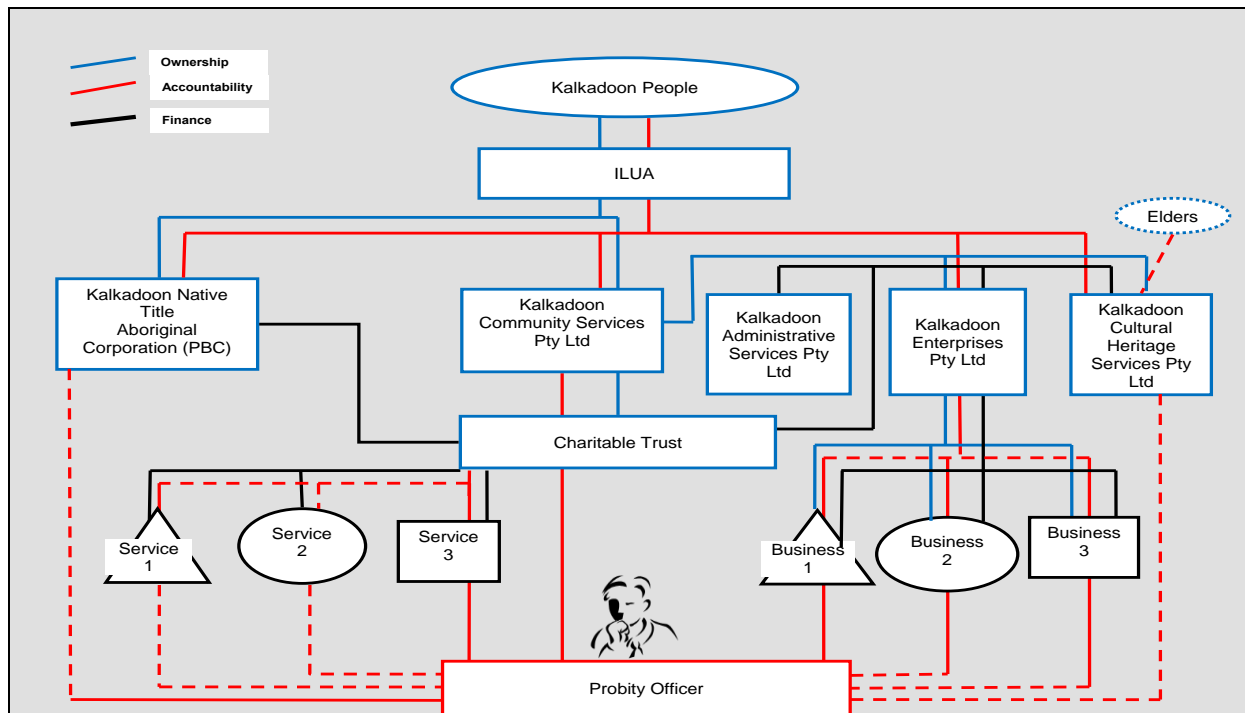 Ownership
Accountability
Finance
Kalkadoon People
ILUA
Elders
Kalkadoon Native
Title
Aboriginal
Corporation (PBC)
Kalkadoon
Community Services
Pty Ltd
Kalkadoon
Administrative
Services Pty
Ltd
Kalkadoon
Enterprises
Pty Ltd
Kalkadoon
Cultural
Heritage
Services Pty
Ltd
Charitable Trust
Service
1
Service
2
Service
3
Business
1
Business
2
Business
3
Probity Officer